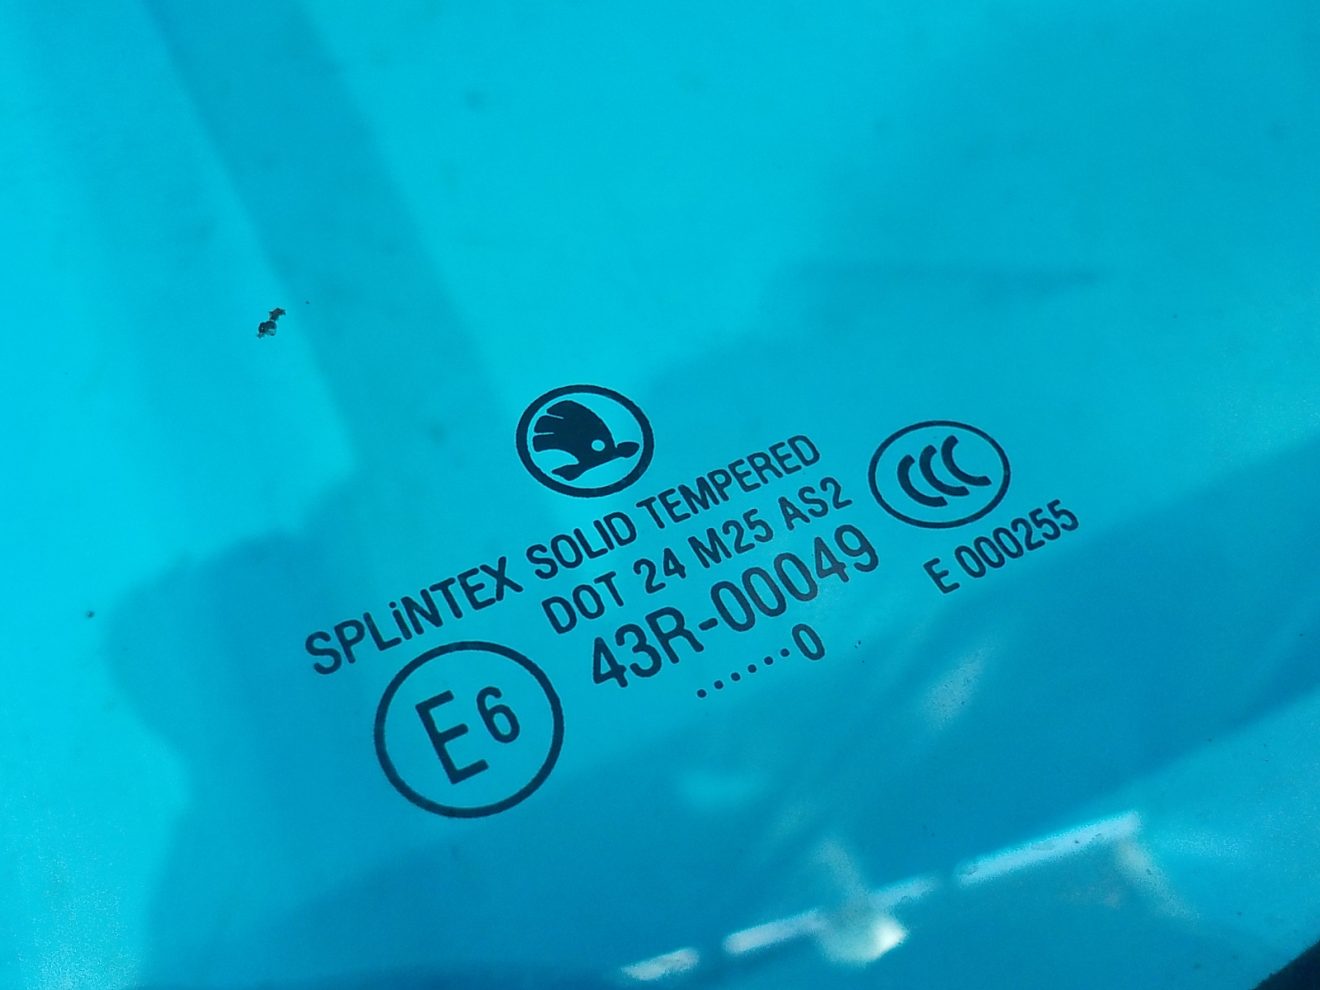 SPLiNTEX SOLID TEMPERED
DOT 24 M25 AS2
43R-00049
......0
E6
CCC
E 000255